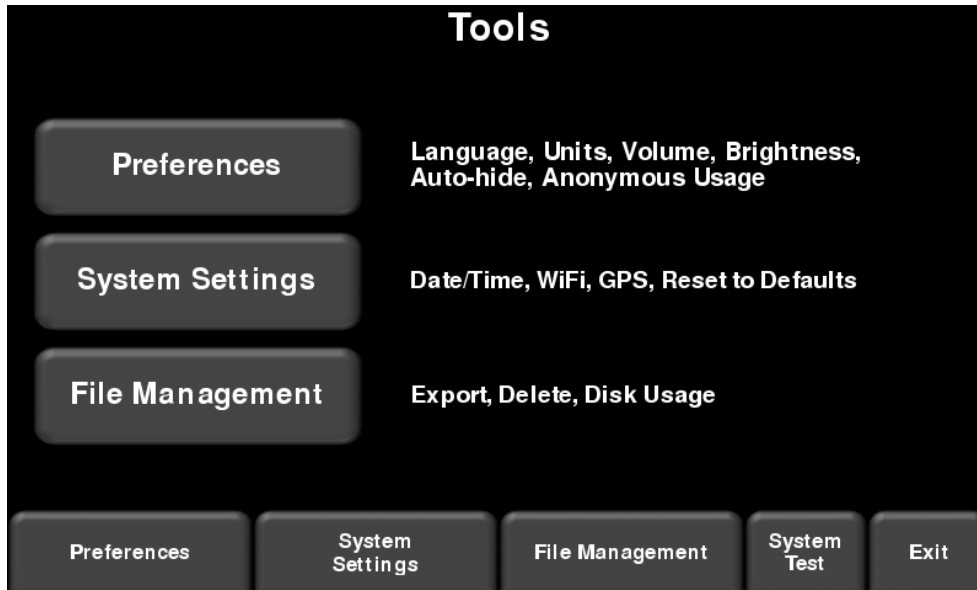 Tools
Preferences
Language, Units, Volume, Brightness,
Auto-hide, Anonymous Usage
System Settings
Date/Time, WiFi, GPS, Reset to Defaults
File Management
Export, Delete, Disk Usage
Preferences
System
Settings
File Management
System
Test
Exit